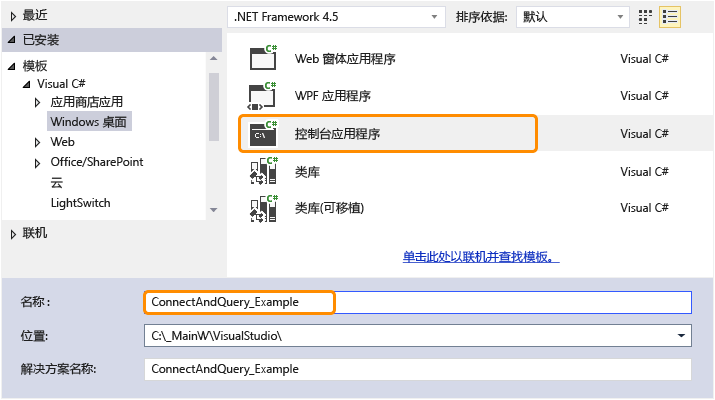 最近
.NET Framework 4.5
排序依据:
默认
已安装
模板
Visual C#
应用商店应用
Windows 桌面
Web
Office/SharePoint
云
LightSwitch
联机
C#
Web 窗体应用程序
Visual C#
C#
WPF 应用程序
Visual C#
C#
C:\
控制台应用程序
Visual C#
C#
类库
Visual C#
C#
类库(可移植)
Visual C#
单击此处以联机并查找模板。
名称:
ConnectAndQuery_Example
位置:
C:\_MainW\VisualStudio\
解决方案名称:
ConnectAndQuery_Example